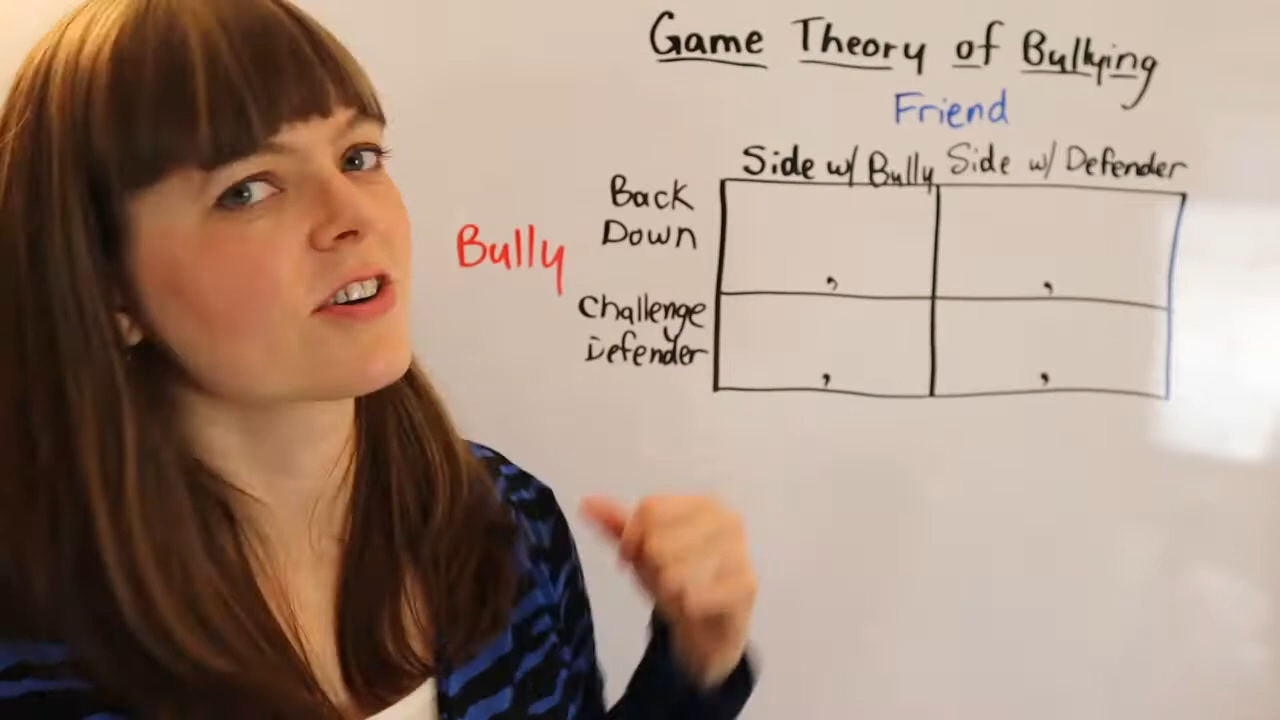 Game Theory of Bullying
Friend
Side w/ Bully Side w/ Defender
Back
Down
Bully
,
,
Challenge
Defender
,
,